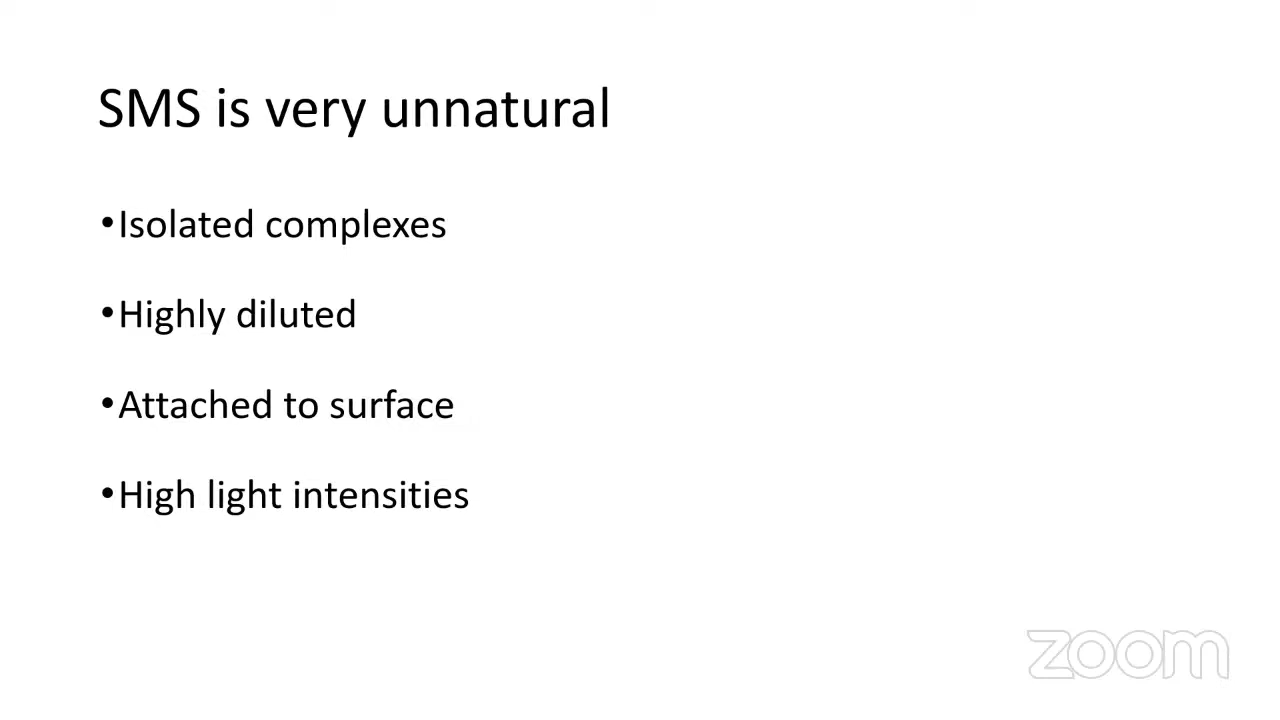 SMS is very unnatural
•Isolated complexes
•Highly diluted
•Attached to surface
•High light intensities
zoom